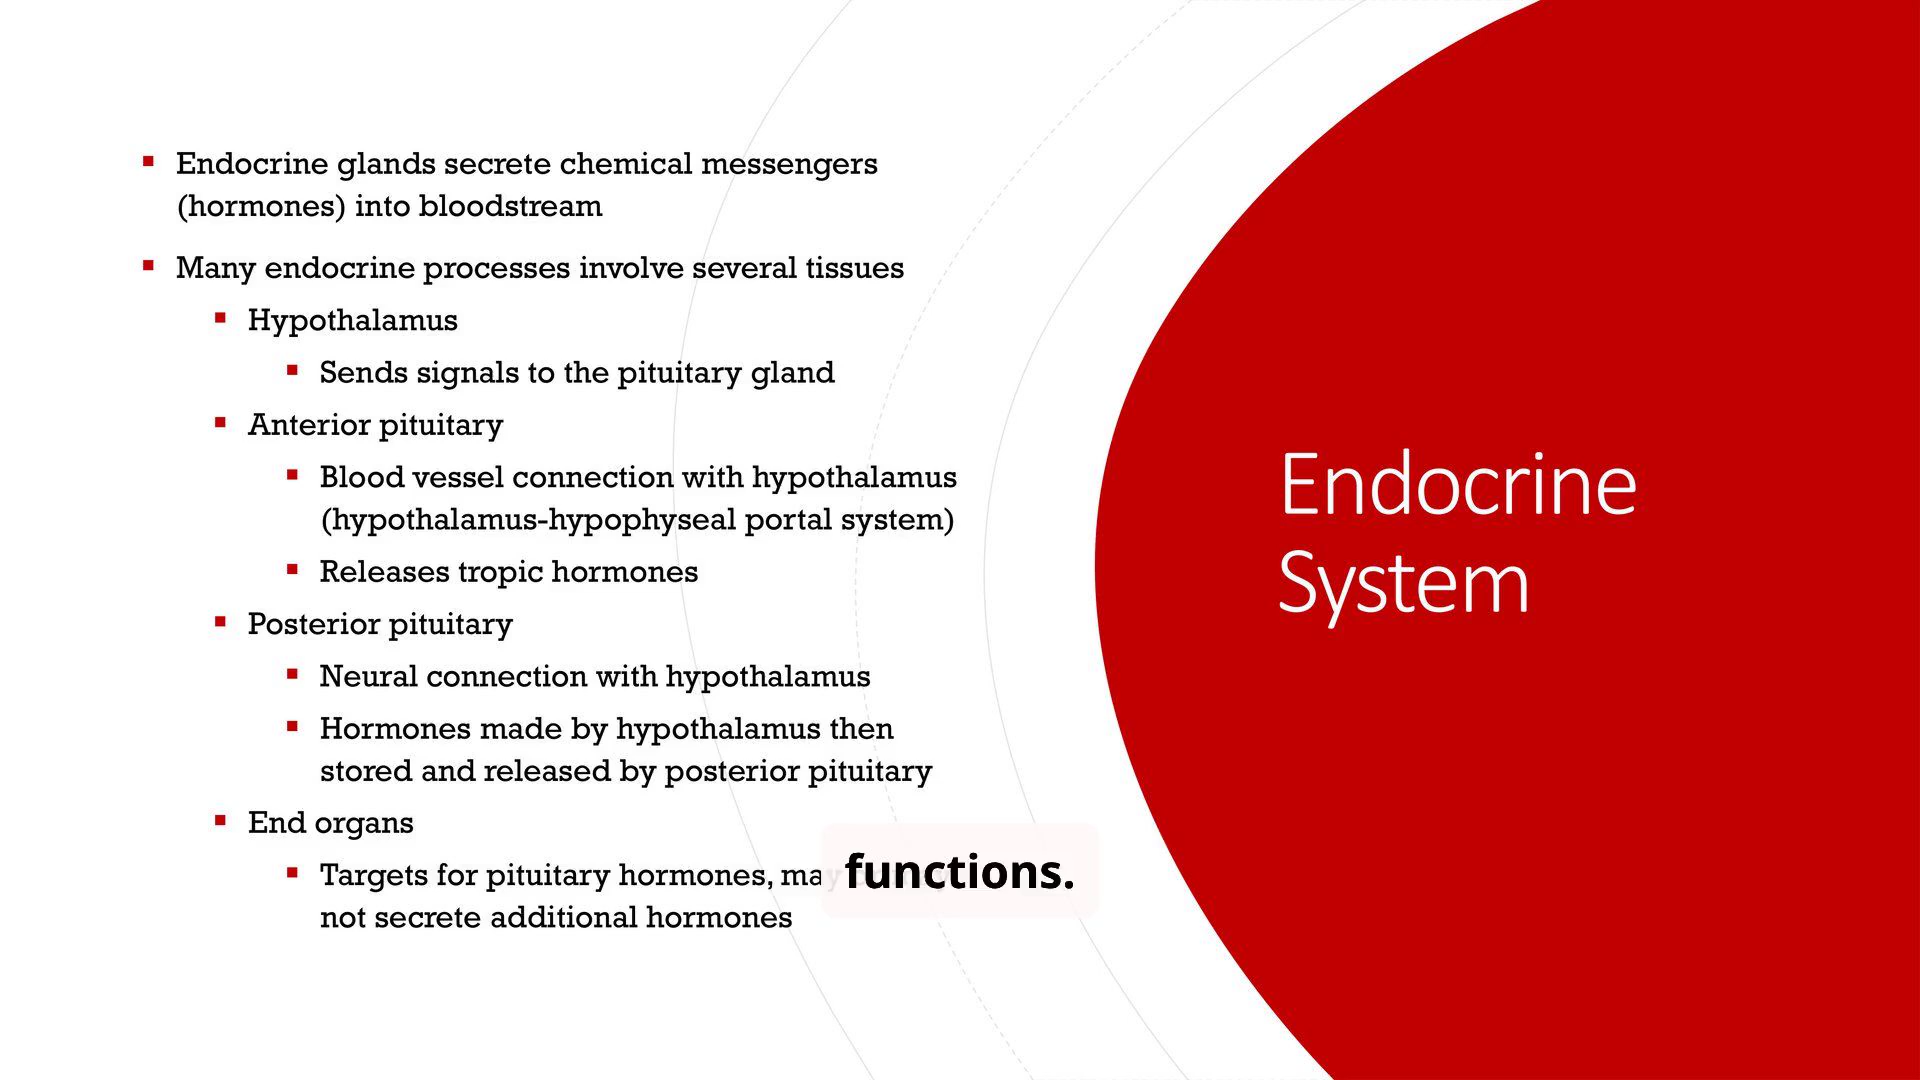 Endocrine glands secrete chemical messengers
(hormones) into bloodstream
Many endocrine processes involve several tissues
Hypothalamus
Sends signals to the pituitary gland
Anterior pituitary
Blood vessel connection with hypothalamus
(hypothalamus-hypophyseal portal system)
Releases tropic hormones
Posterior pituitary
Neural connection with hypothalamus
Hormones made by hypothalamus then
stored and released by posterior pituitary
End organs
Targets for pituitary hormones, may
not secrete additional hormones
functions.
Endocrine
System